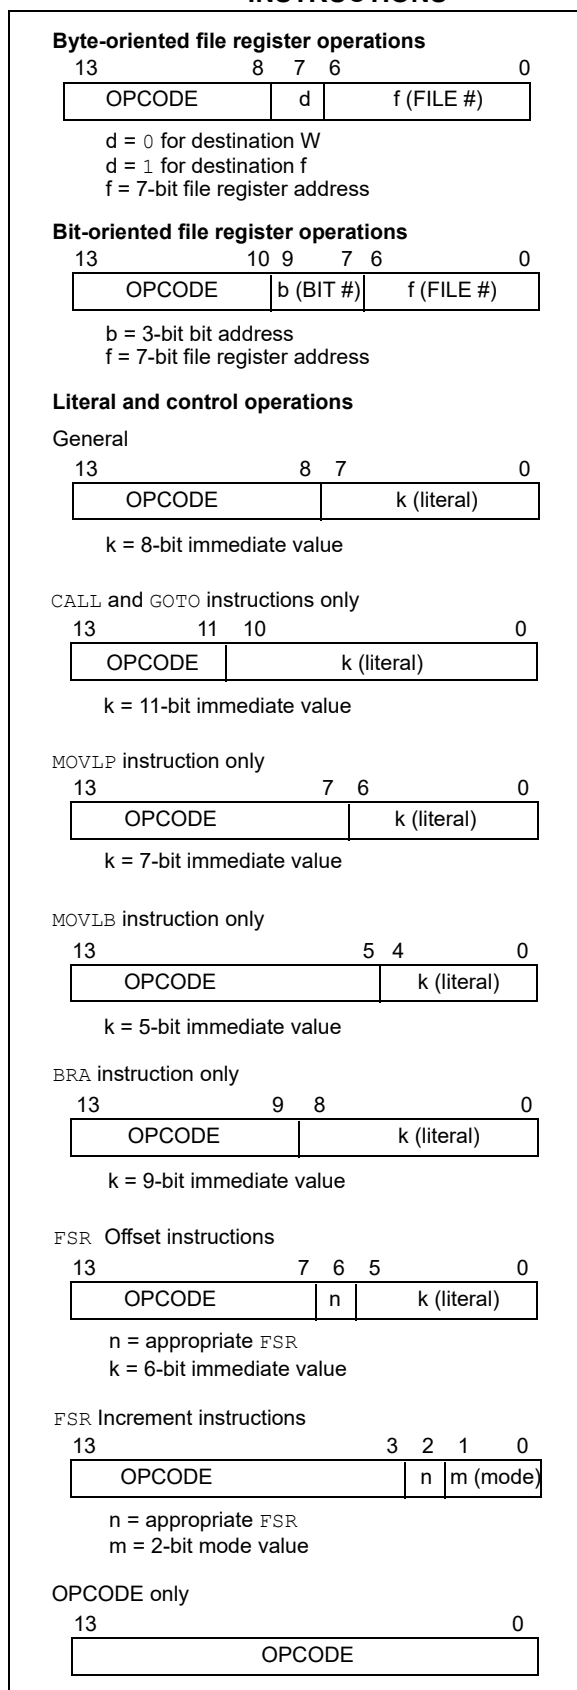 INSTRUCTIONS
Byte-oriented file register operations
13 8 7 6 0
OPCODE d f (FILE #)
d = 0 for destination W
d = 1 for destination f
f = 7-bit file register address
Bit-oriented file register operations
13 10 9 7 6 0
OPCODE b (BIT #) f (FILE #)
b = 3-bit bit address
f = 7-bit file register address
Literal and control operations
General
13 8 7 0
OPCODE k (literal)
k = 8-bit immediate value
CALL and GOTO instructions only
13 11 10 0
OPCODE k (literal)
k = 11-bit immediate value
MOVLP instruction only
13 7 6 0
OPCODE k (literal)
k = 7-bit immediate value
MOVLB instruction only
13 5 4 0
OPCODE k (literal)
k = 5-bit immediate value
BRA instruction only
13 9 8 0
OPCODE k (literal)
k = 9-bit immediate value
FSR Offset instructions
13 7 6 5 0
OPCODE n k (literal)
n = appropriate FSR
k = 6-bit immediate value
FSR Increment instructions
13 3 2 1 0
OPCODE n m (mode)
n = appropriate FSR
m = 2-bit mode value
OPCODE only
13 0
OPCODE